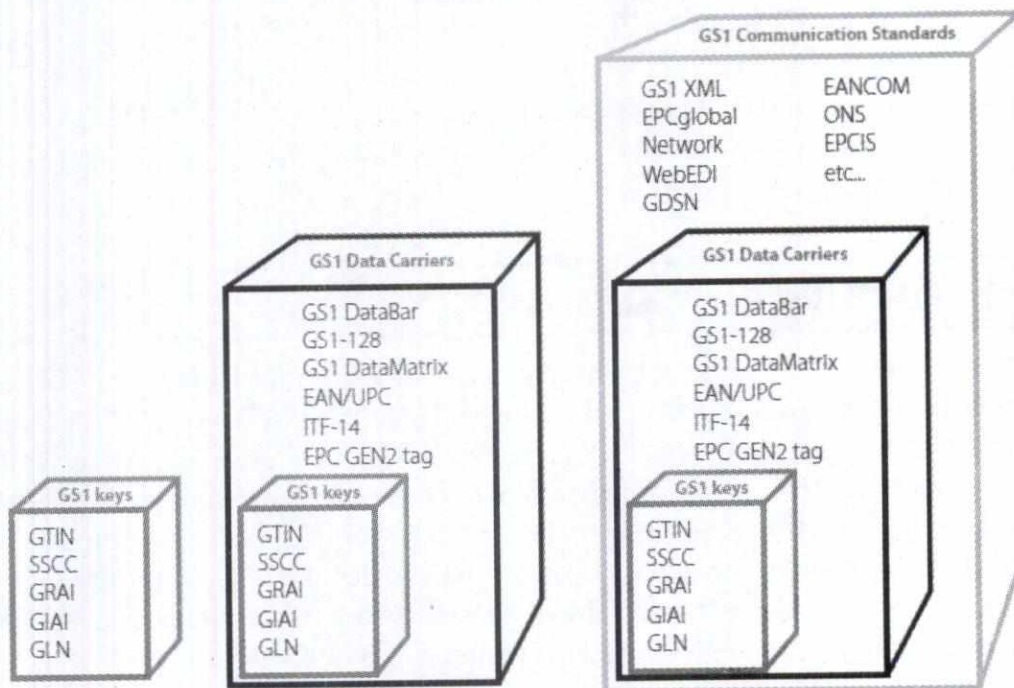 GS1 Communication Standards
GS1 XML
EPCglobal
Network
WebEDI
GDSN
EANCOM
ONS
EPCIS
etc...
GS1 Data Carriers
GS1 DataBar
GS1-128
GS1 DataMatrix
EAN/UPC
ITF-14
EPC GEN2 tag
GS1 Data Carriers
GS1 DataBar
GS1-128
GS1 DataMatrix
EAN/UPC
ITF-14
EPC GEN2 tag
GS1 keys
GTIN
SSCC
GRAI
GIAI
GLN
GS1 keys
GTIN
SSCC
GRAI
GIAI
GLN
GS1 keys
GTIN
SSCC
GRAI
GIAI
GLN